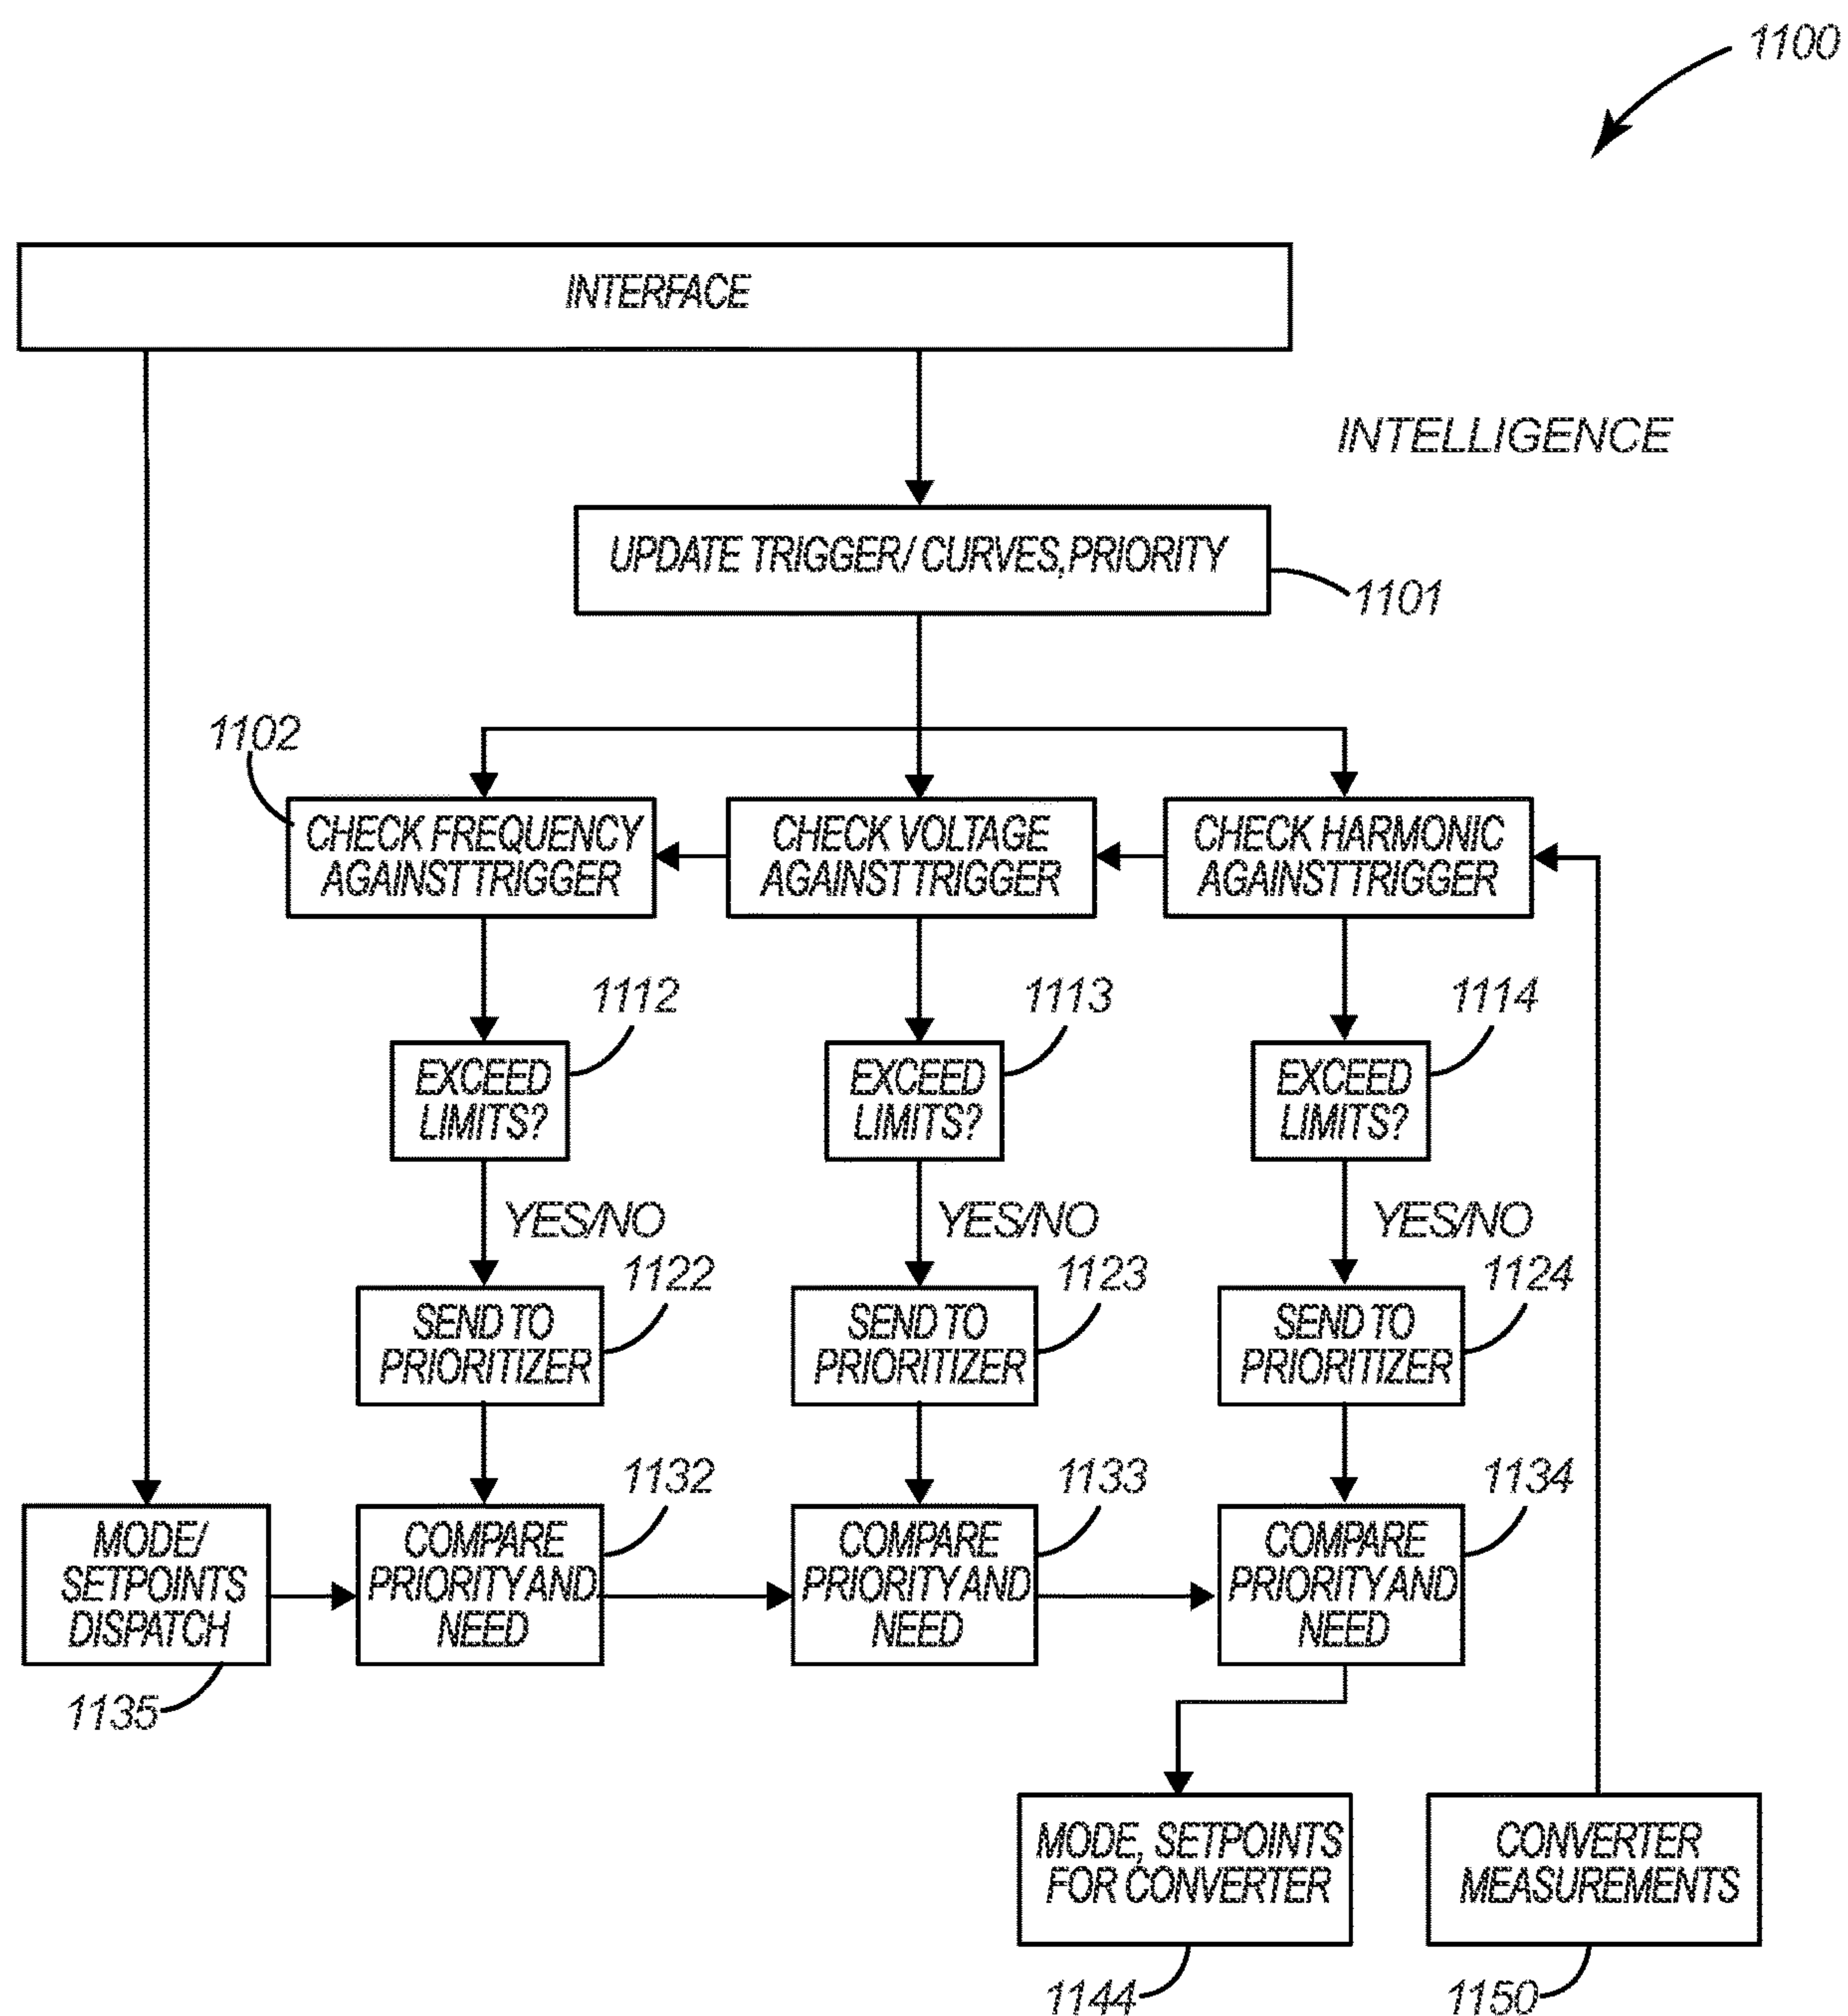 1100
INTERFACE
INTELLIGENCE
UPDATE TRIGGER/ CURVES, PRIORITY
1101
1102
CHECK FREQUENCY
AGAINST TRIGGER
CHECK VOLTAGE
AGAINST TRIGGER
CHECK HARMONIC
AGAINST TRIGGER
1112
1113
1114
EXCEED
LIMITS?
EXCEED
LIMITS?
EXCEED
LIMITS?
YES/NO
YES/NO
YES/NO
1122
1123
1124
SEND TO
PRIORITIZER
SEND TO
PRIORITIZER
SEND TO
PRIORITIZER
1132
1133
1134
MODE/
SETPOINTS
DISPATCH
COMPARE
PRIORITY AND
NEED
COMPARE
PRIORITY AND
NEED
COMPARE
PRIORITY AND
NEED
1135
MODE, SETPOINTS
FOR CONVERTER
CONVERTER
MEASUREMENTS
1144
1150